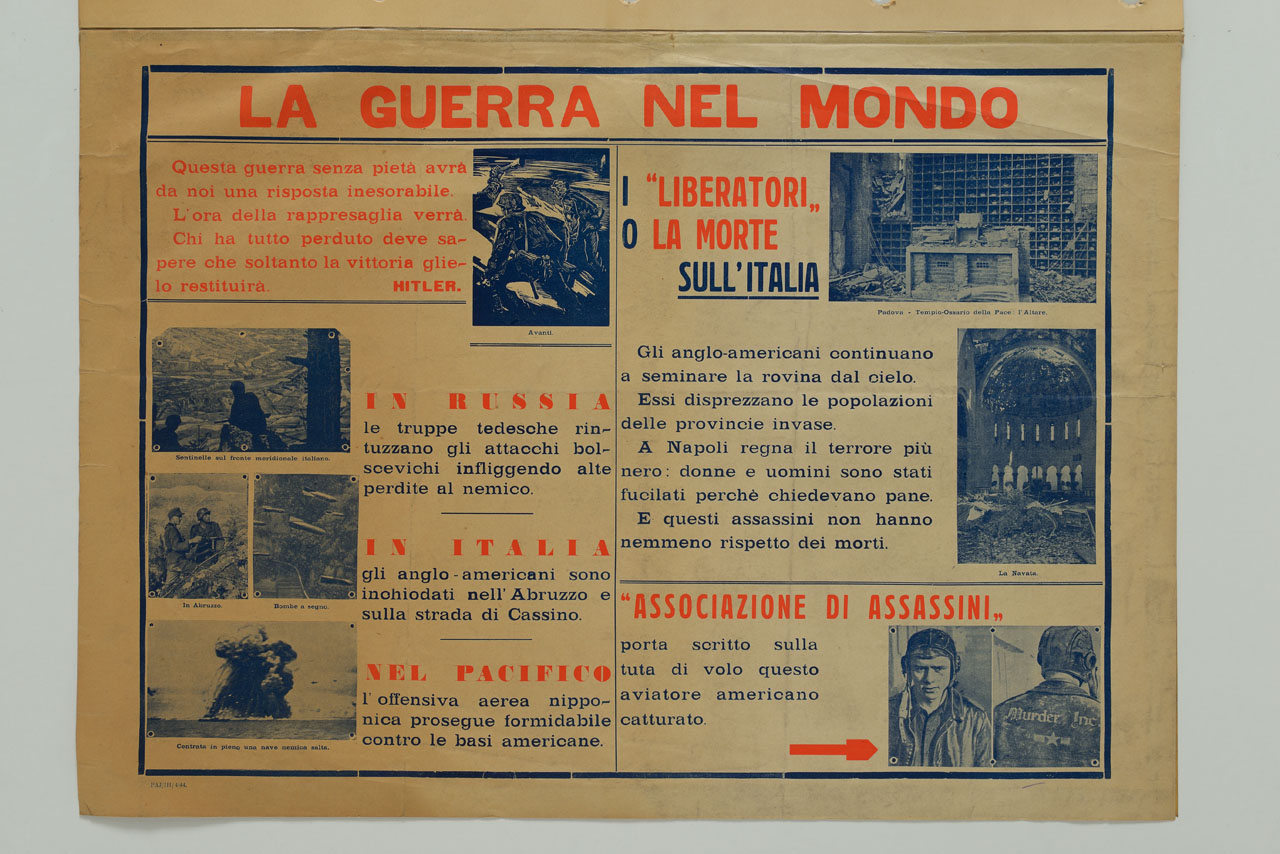 LA GUERRA NEL MONDO
Questa guerra senza pietà avrà
da noi una risposta inesorabile.
L'ora della rappresaglia verrà.
Chi ha tutto perduto deve sa-
pere che soltanto la vittoria glie-
lo restituirà. HITLER.
Avanti.
Sentinelle sul fronte meridionale italiano.
In Abruzzo.
Bombe a segno.
Centrata in pieno una nave nemica salta.
IN RUSSIA
le truppe tedesche rin-
tuzzano gli attacchi bol-
scevichi infliggendo alte
perdite al nemico.
IN ITALIA
gli anglo-americani sono
inchiodati nell'Abruzzo e
sulla strada di Cassino.
NEL PACIFICO
l'offensiva aerea nippo-
nica prosegue formidabile
contro le basi americane.
I “LIBERATORI„
O LA MORTE
SULL'ITALIA
Padova - Tempio-Ossario della Pace: l'Altare.
Gli anglo-americani continuano
a seminare la rovina dal cielo.
Essi disprezzano le popolazioni
delle provincie invase.
A Napoli regna il terrore più
nero: donne e uomini sono stati
fucilati perchè chiedevano pane.
E questi assassini non hanno
nemmeno rispetto dei morti.
La Navata.
“ASSOCIAZIONE DI ASSASSINI„
porta scritto sulla
tuta di volo questo
aviatore americano
catturato.
Murder Inc